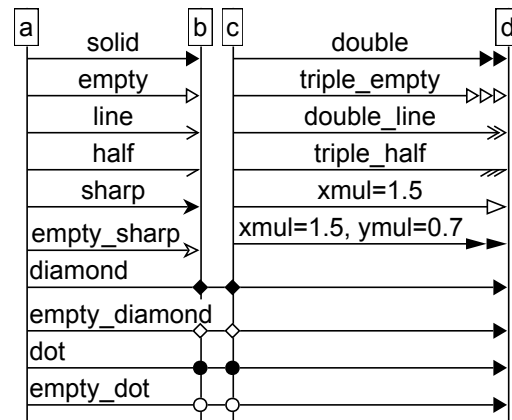 a b c d
solid double
empty triple_empty
line double_line
half triple_half
sharp xmul=1.5
empty_sharp xmul=1.5, ymul=0.7
diamond
empty_diamond
dot
empty_dot